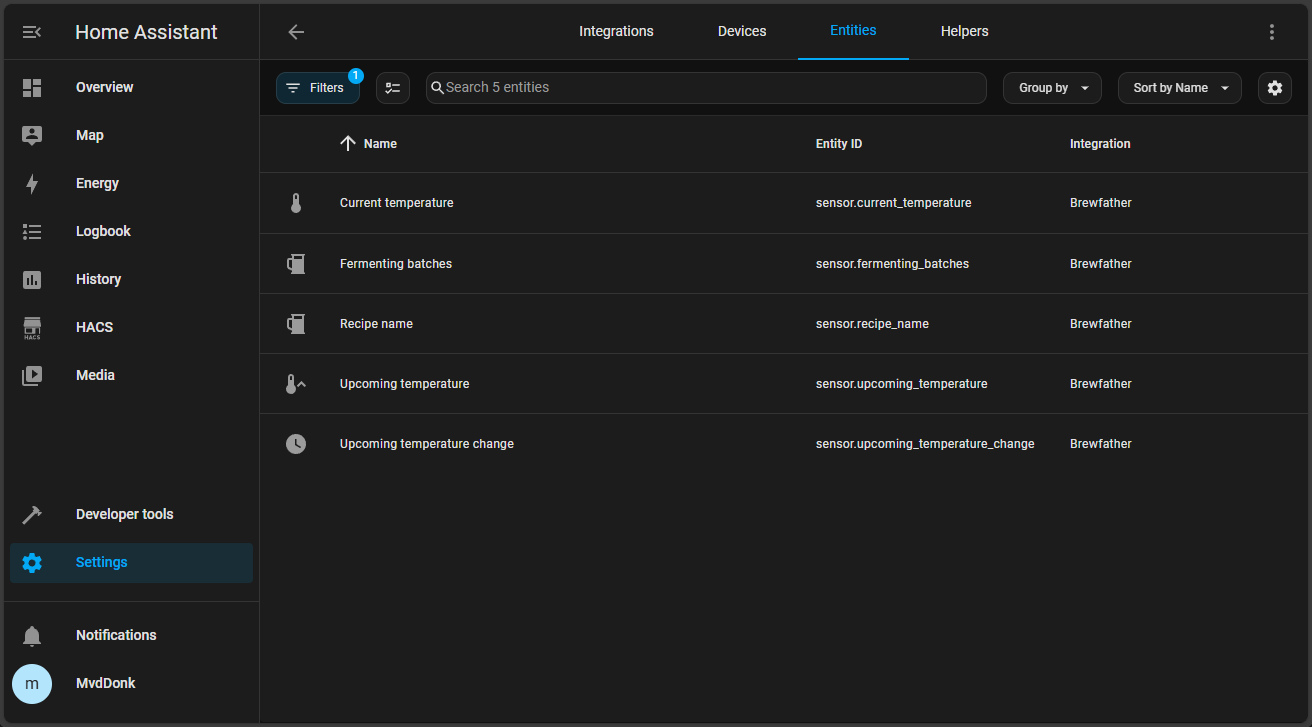 Home Assistant
Overview
Map
Energy
Logbook
History
HACS
HACS
Media
Developer tools
Settings
Notifications
m
MvdDonk
Integrations Devices Entities Helpers
Filters 1 Search 5 entities Group by Sort by Name
Name Entity ID Integration
Current temperature sensor.current_temperature Brewfather
Fermenting batches sensor.fermenting_batches Brewfather
Recipe name sensor.recipe_name Brewfather
Upcoming temperature sensor.upcoming_temperature Brewfather
Upcoming temperature change sensor.upcoming_temperature_change Brewfather